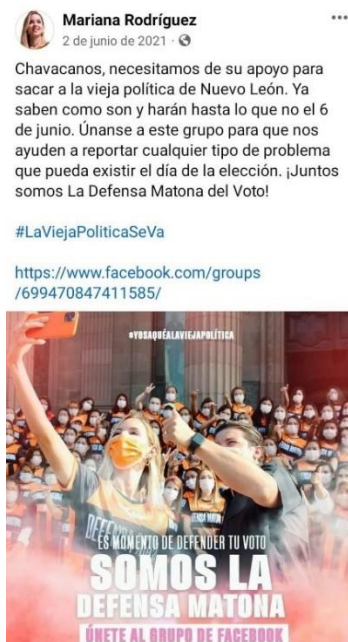 Mariana Rodríguez
2 de junio de 2021 ·
Chavacanos, necesitamos de su apoyo para
sacar a la vieja política de Nuevo León. Ya
saben como son y harán hasta lo que no el 6
de junio. Únanse a este grupo para que nos
ayuden a reportar cualquier tipo de problema
que pueda existir el día de la elección. ¡Juntos
somos La Defensa Matona del Voto!
#LaViejaPoliticaSeVa
https://www.facebook.com/groups
/699470847411585/
#YOSAQUÉALAVIEJAPOLÍTICA
DEFENSA
ES MOMENTO DE DEFENDER TU VOTO
SOMOS LA
DEFENSA MATONA
ÚNETE AL GRUPO DE FACEBOOK